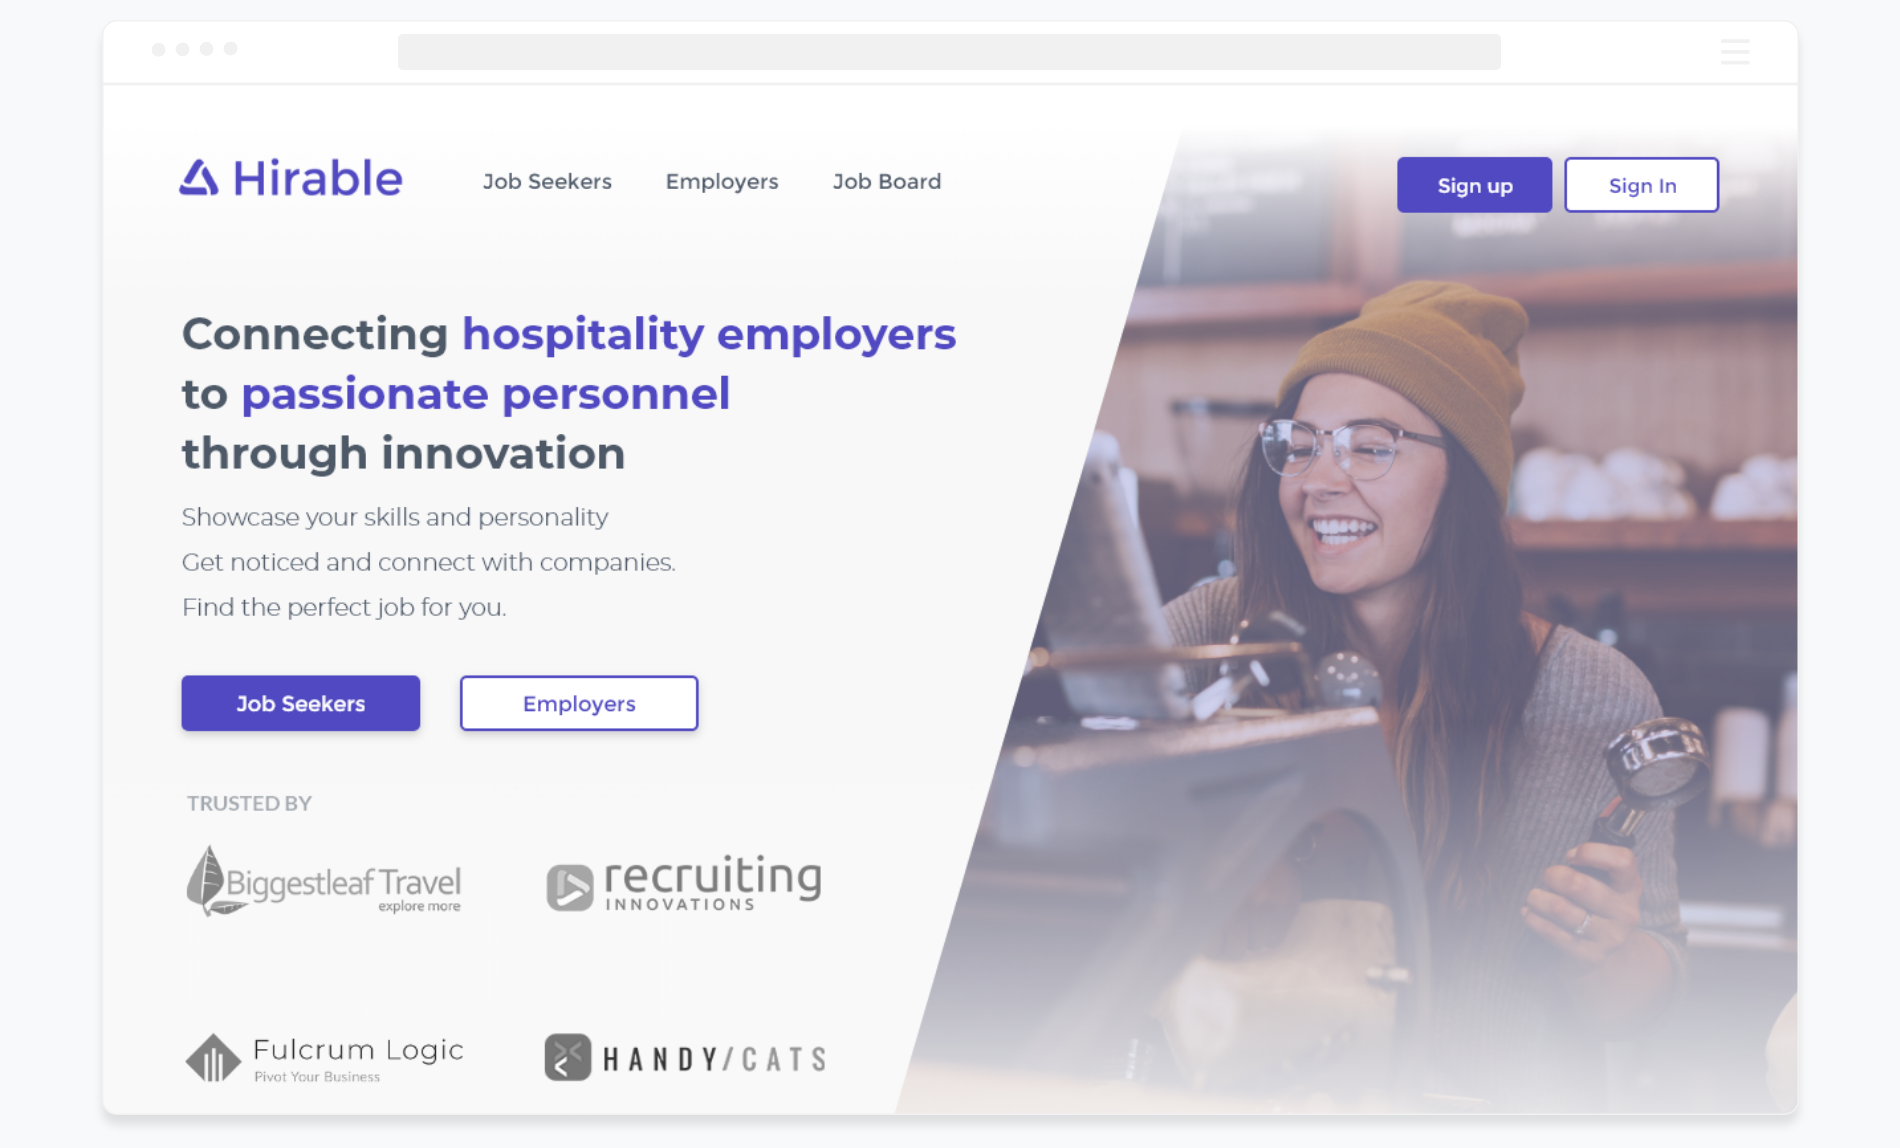 Hirable
Job Seekers
Employers
Job Board
Sign up
Sign In
Connecting hospitality employers
to passionate personnel
through innovation
Showcase your skills and personality
Get noticed and connect with companies.
Find the perfect job for you.
Job Seekers
Employers
TRUSTED BY
Biggestleaf Travel
explore more
recruiting
INNOVATIONS
Fulcrum Logic
Pivot Your Business
HANDY/CATS